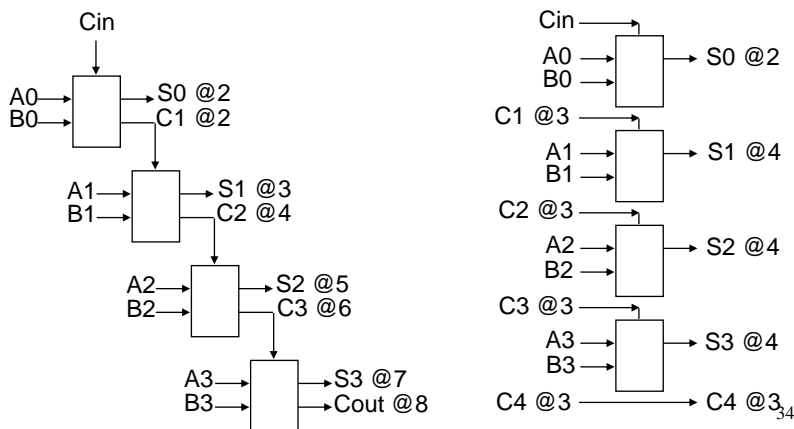 Cin
A0
B0
S0 @2
C1 @2
A1
B1
S1 @3
C2 @4
A2
B2
S2 @5
C3 @6
A3
B3
S3 @7
Cout @8
Cin
A0
B0
S0 @2
C1 @3
A1
B1
S1 @4
C2 @3
A2
B2
S2 @4
C3 @3
A3
B3
S3 @4
C4 @3
C4 @3
34